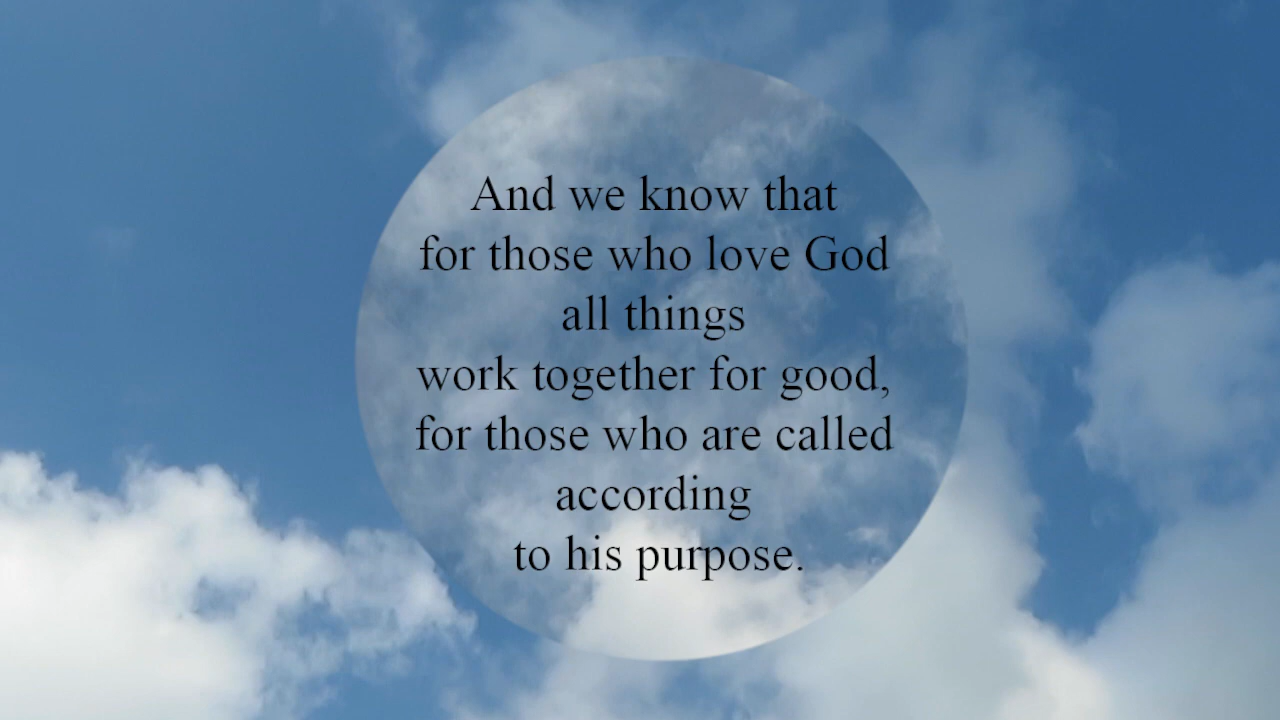 And we know that
for those who love God
all things
work together for good,
for those who are called
according
to his purpose.